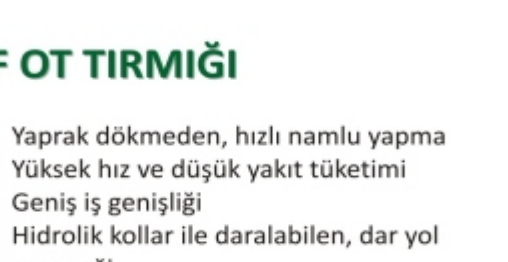 OT TIRMIĞI
Yaprak dökmeden, hızlı namlu yapma
Yüksek hız ve düşük yakıt tüketimi
Geniş iş genişliği
Hidrolik kollar ile daralabilen, dar yol